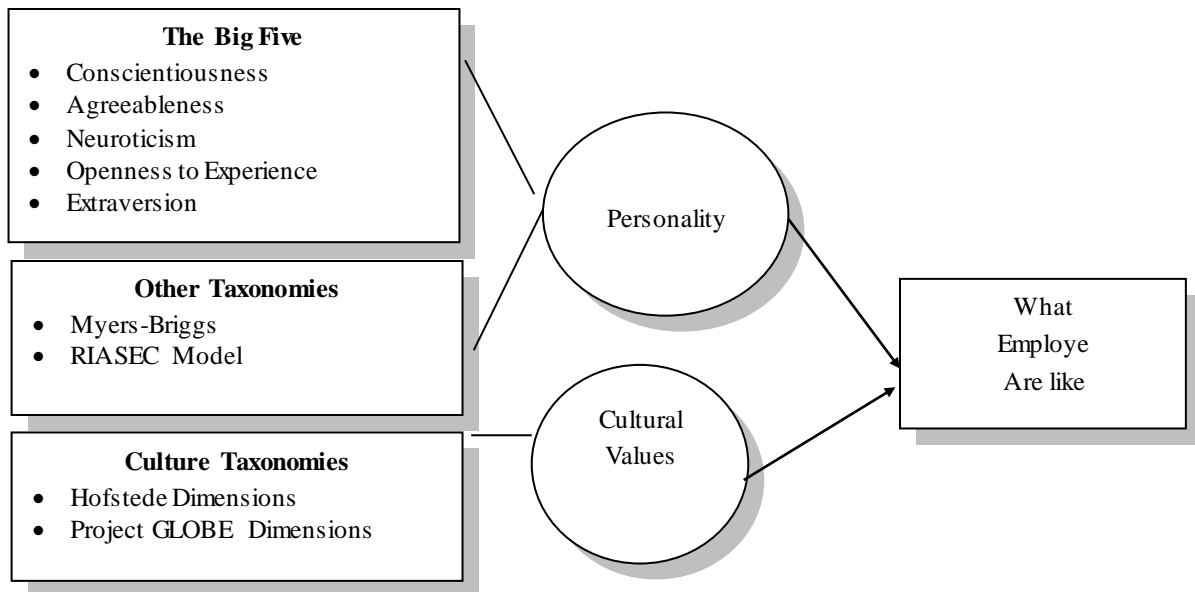 The Big Five
• Conscientiousness
• Agreeableness
• Neuroticism
• Openness to Experience
• Extraversion
Other Taxonomies
• Myers-Briggs
• RIASEC Model
Culture Taxonomies
• Hofstede Dimensions
• Project GLOBE Dimensions
Personality
Cultural
Values
What
Employe
Are like